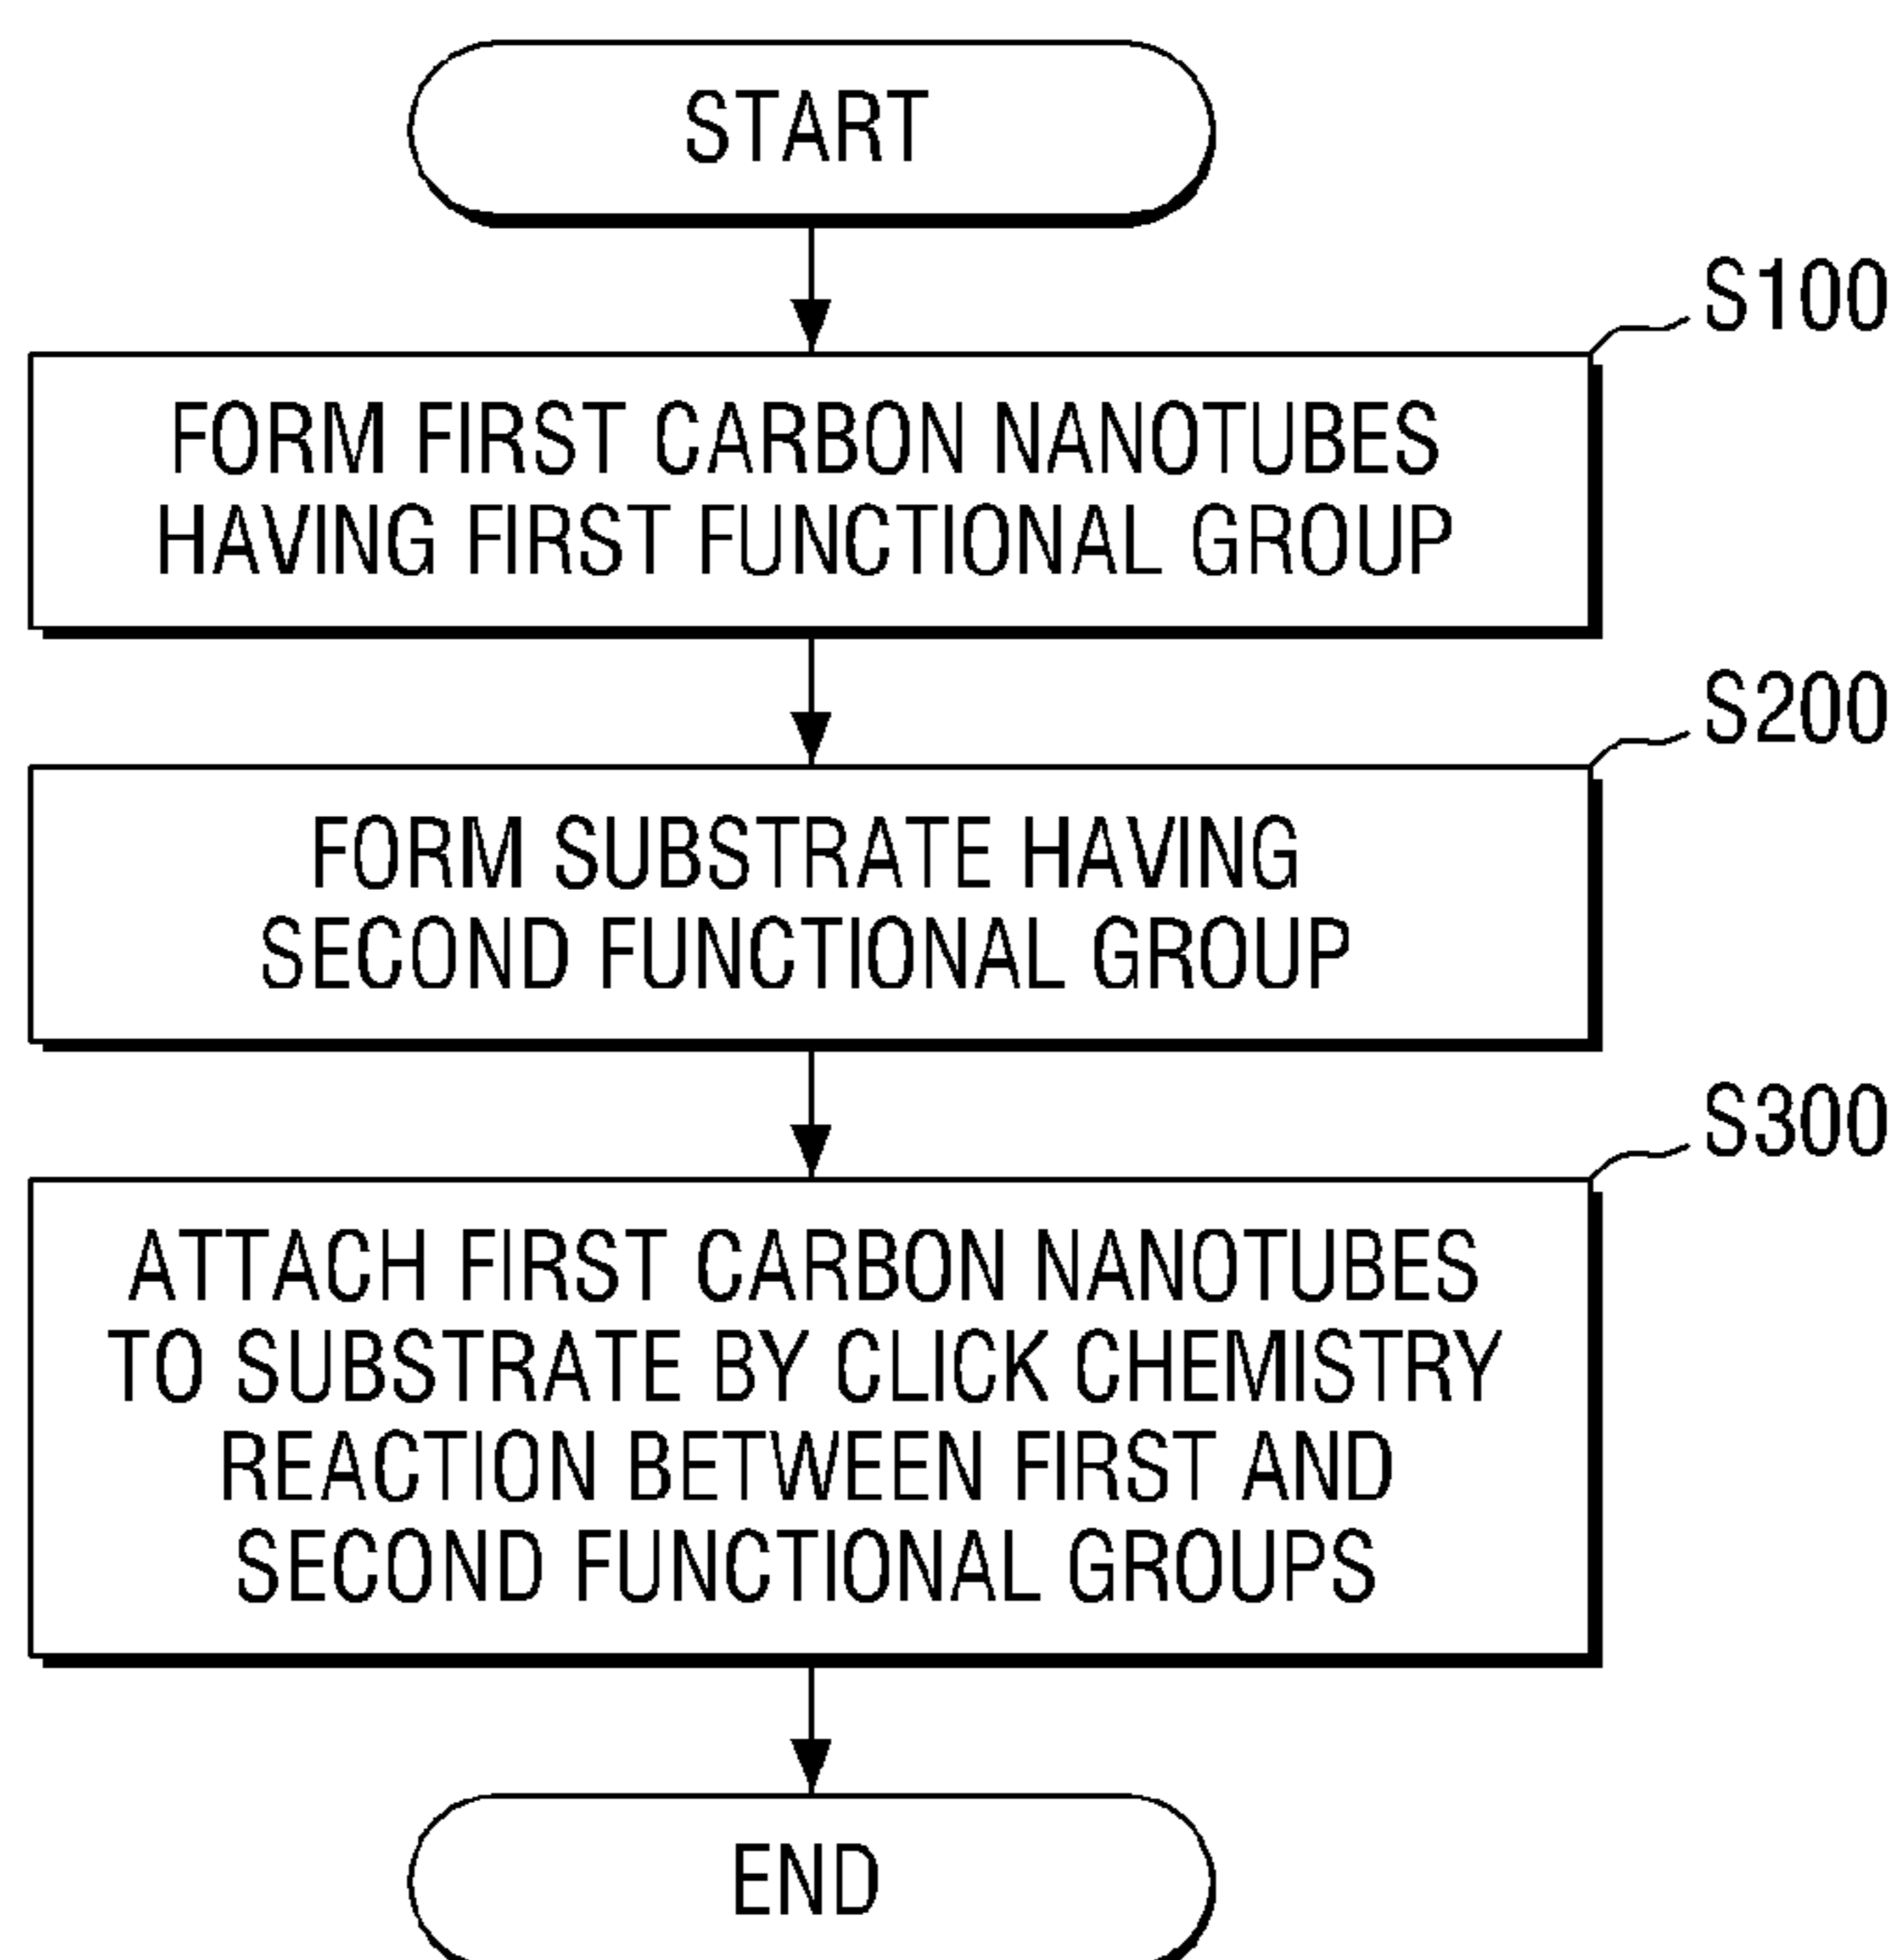 START
S100
FORM FIRST CARBON NANOTUBES
HAVING FIRST FUNCTIONAL GROUP
S200
FORM SUBSTRATE HAVING
SECOND FUNCTIONAL GROUP
S300
ATTACH FIRST CARBON NANOTUBES
TO SUBSTRATE BY CLICK CHEMISTRY
REACTION BETWEEN FIRST AND
SECOND FUNCTIONAL GROUPS
END